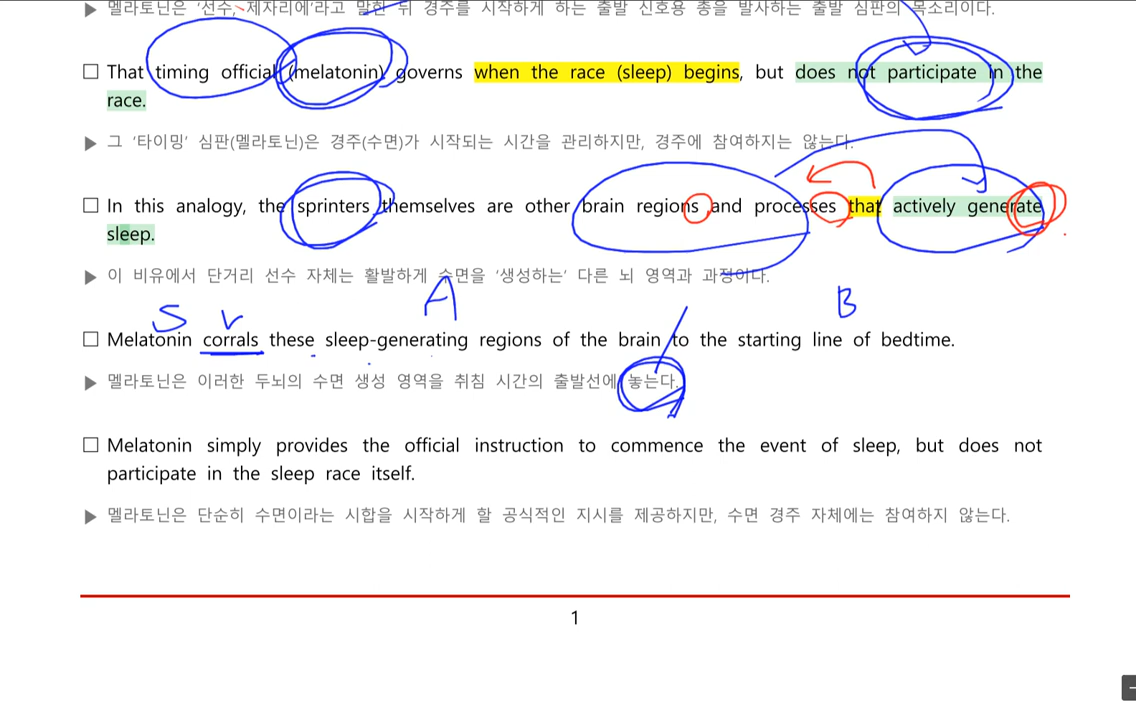 ▶ 멜라토닌은 '선수, 제자리에'라고 말한 뒤 경주를 시작하게 하는 출발 신호용 총을 발사하는 출발 심판의 목소리이다.
□ That timing official (melatonin) governs when the race (sleep) begins, but does not participate in the
race.
▶ 그 '타이밍' 심판(멜라토닌)은 경주(수면)가 시작되는 시간을 관리하지만, 경주에 참여하지는 않는다.
□ In this analogy, the sprinters themselves are other brain regions and processes that actively generate
sleep.
▶ 이 비유에서 단거리 선수 자체는 활발하게 수면을 '생성하는' 다른 뇌 영역과 과정이다.
S V A B
□ Melatonin corrals these sleep-generating regions of the brain to the starting line of bedtime.
▶ 멜라토닌은 이러한 두뇌의 수면 생성 영역을 취침 시간의 출발선에 놓는다.
□ Melatonin simply provides the official instruction to commence the event of sleep, but does not
participate in the sleep race itself.
▶ 멜라토닌은 단순히 수면이라는 시합을 시작하게 할 공식적인 지시를 제공하지만, 수면 경주 자체에는 참여하지 않는다.
1